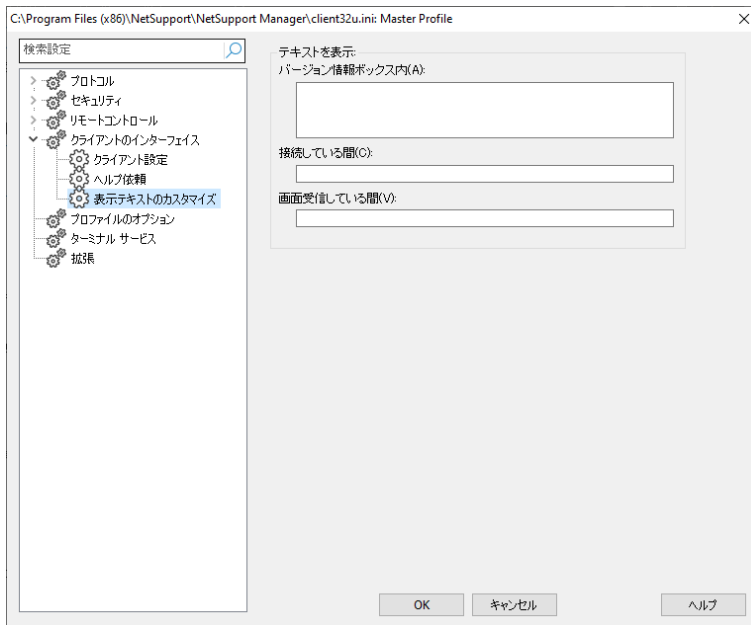 C:\Program Files (x86)\NetSupport\NetSupport Manager\client32u.ini: Master Profile
検索設定
プロトコル
セキュリティ
リモートコントロール
クライアントのインターフェイス
クライアント設定
ヘルプ依頼
表示テキストのカスタマイズ
プロファイルのオプション
ターミナル サービス
拡張
テキストを表示:
バージョン情報ボックス内(A):
接続している間(C):
画面受信している間(V):
OK
キャンセル
ヘルプ